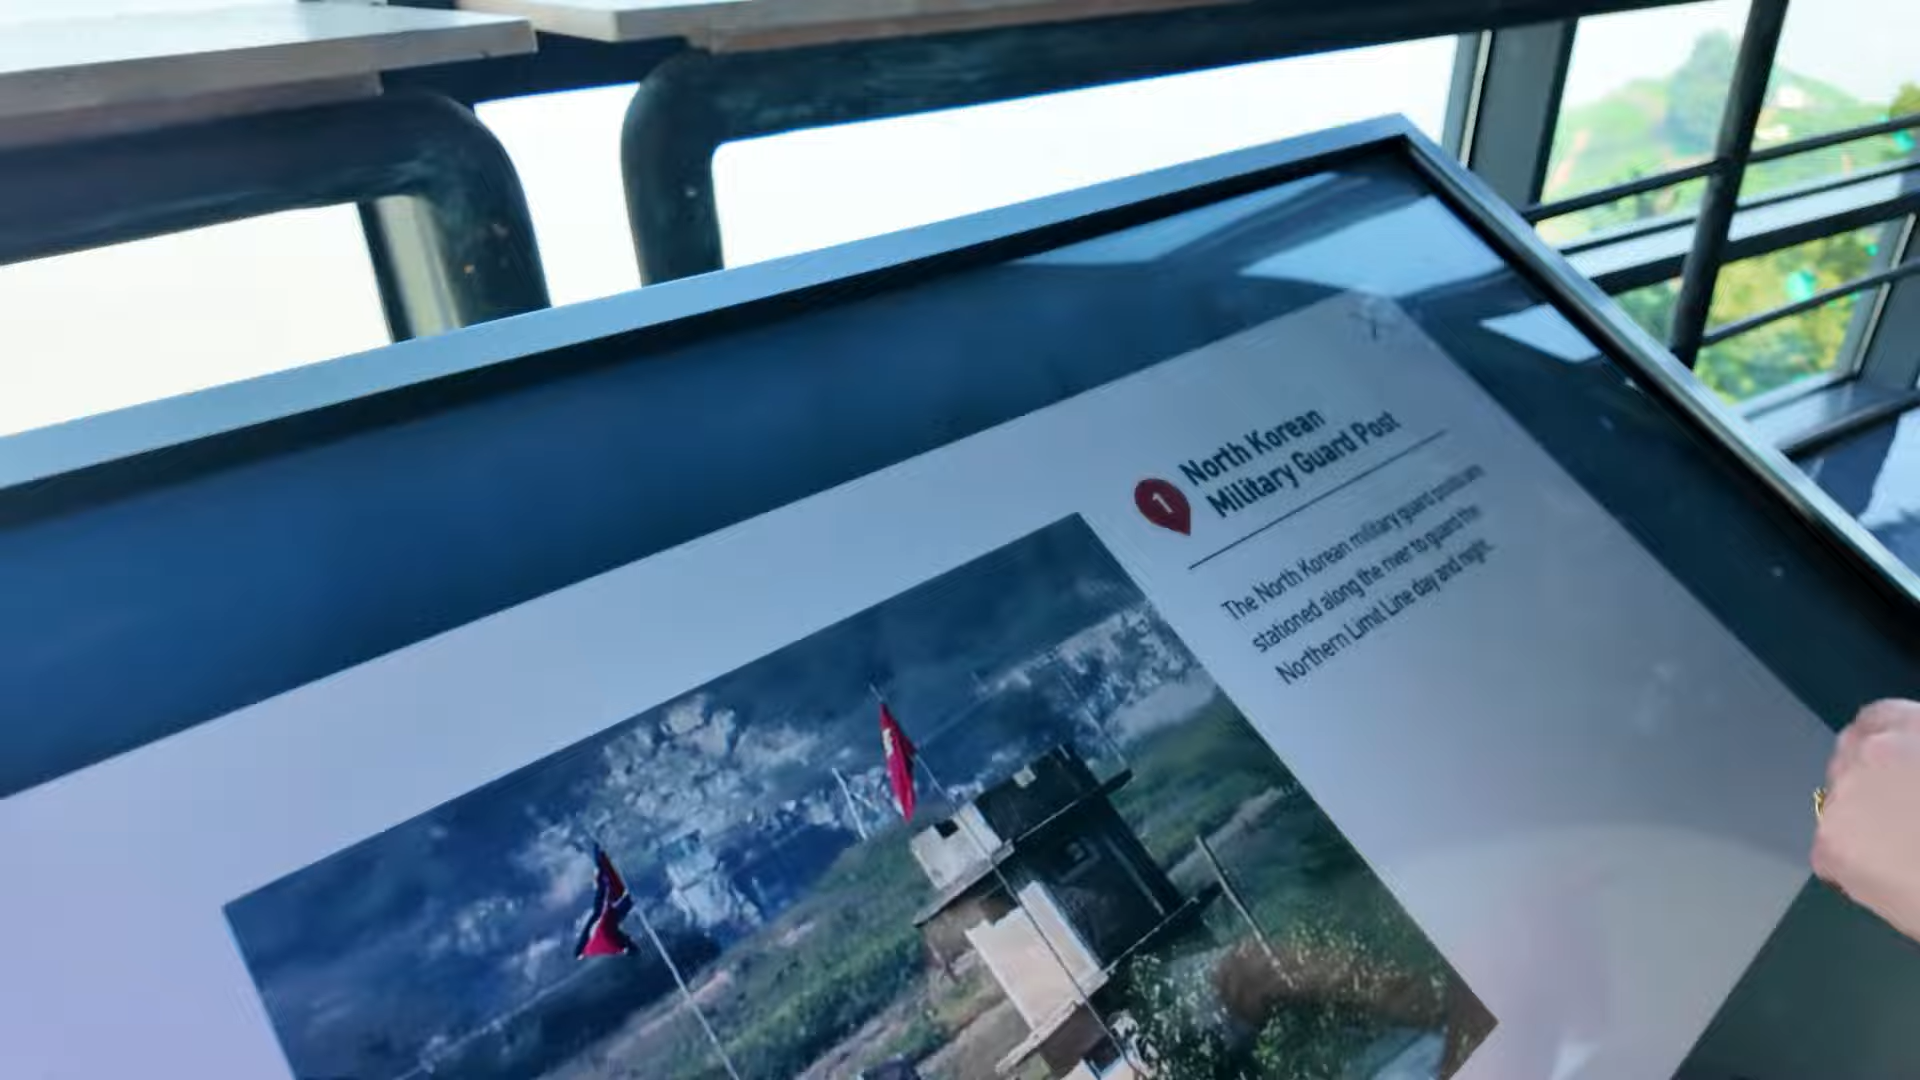 1
North Korean
Military Guard Post
The North Korean military guard posts are
stationed along the river to guard the
Northern Limit Line day and night.